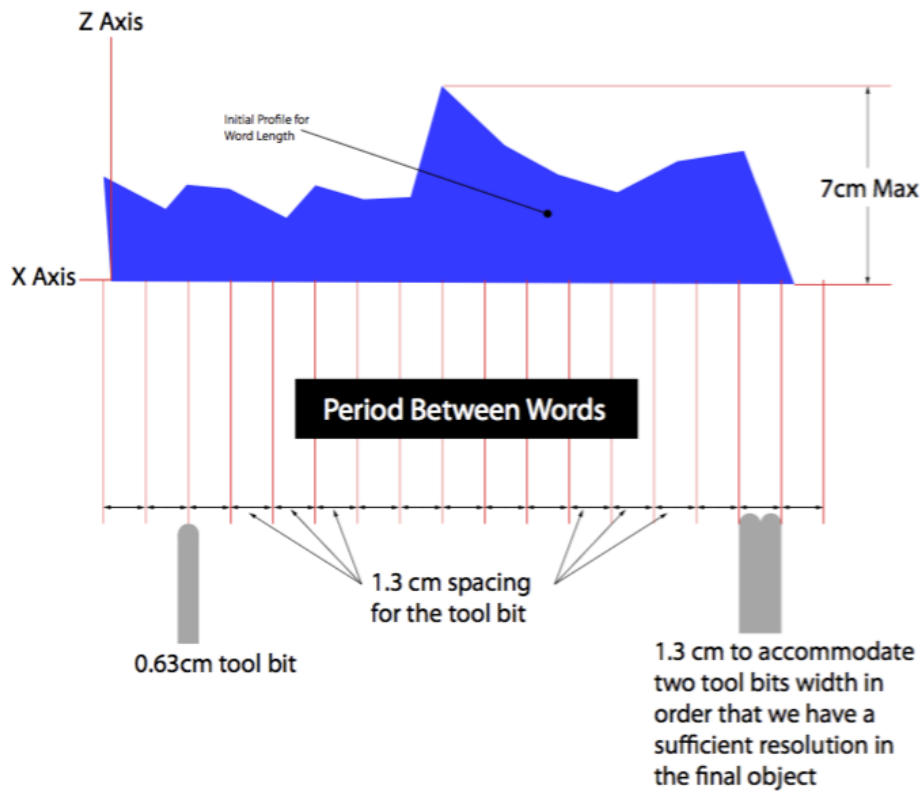 Z Axis
Initial Profile for
Word Length
7cm Max
X Axis
Period Between Words
1.3 cm spacing
for the tool bit
0.63cm tool bit
1.3 cm to accommodate
two tool bits width in
order that we have a
sufficient resolution in
the final object